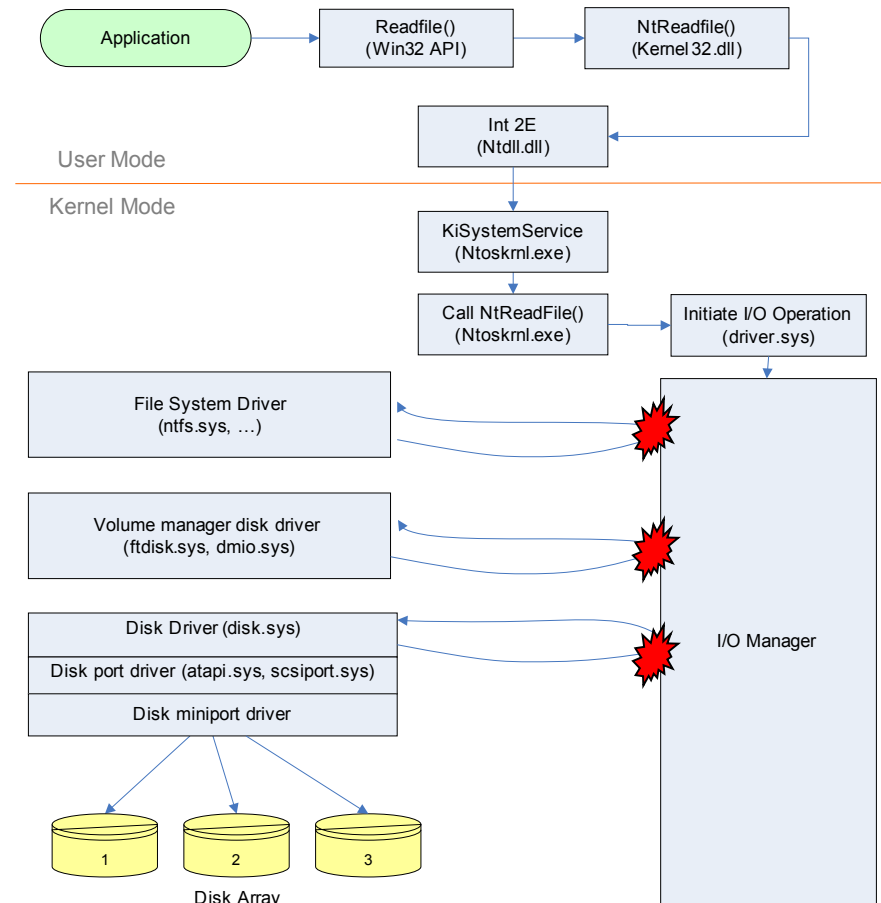 Application
Readfile()
(Win32 API)
NtReadfile()
(Kernel32.dll)
Int 2E
(Ntdll.dll)
User Mode
Kernel Mode
KiSystemService
(Ntoskrnl.exe)
Call NtReadFile()
(Ntoskrnl.exe)
Initiate I/O Operation
(driver.sys)
File System Driver
(ntfs.sys, …)
Volume manager disk driver
(ftdisk.sys, dmio.sys)
Disk Driver (disk.sys)
I/O Manager
Disk port driver (atapi.sys, scsiport.sys)
Disk miniport driver
1
2
3
Disk Array